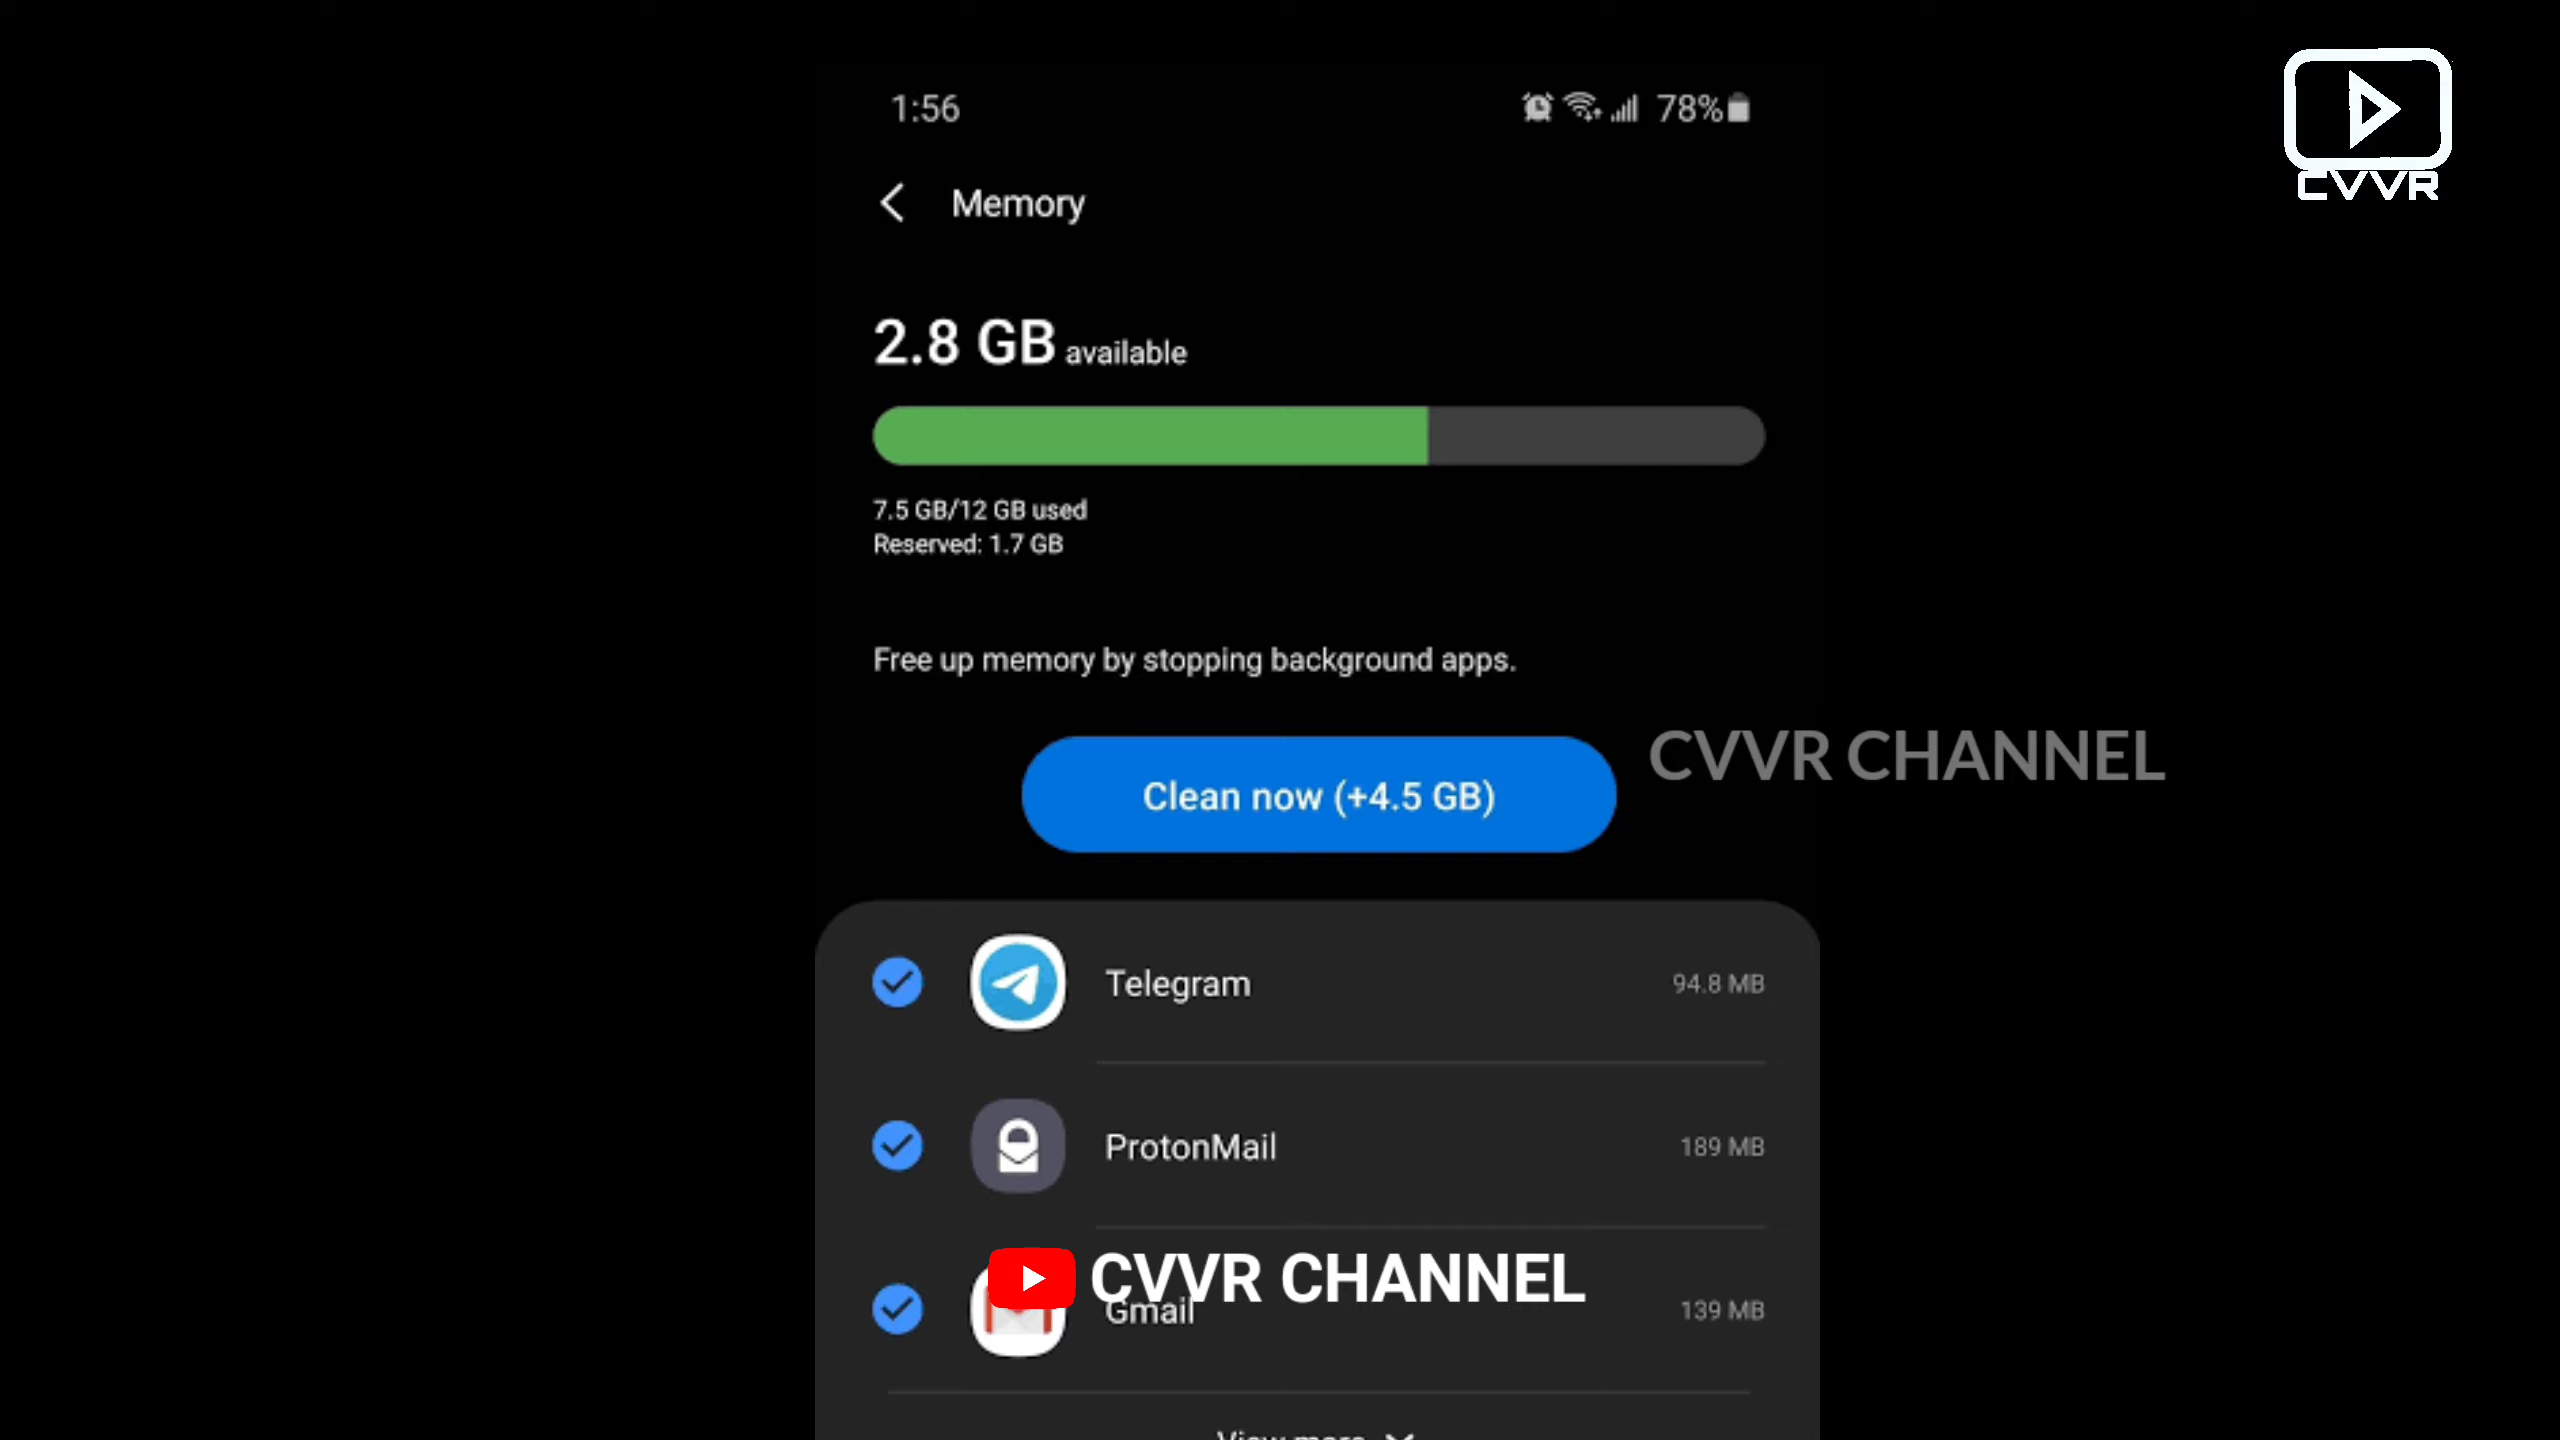 1:56
78%
CVVR
Memory
2.8 GB available
7.5 GB/12 GB used
Reserved: 1.7 GB
Free up memory by stopping background apps.
Clean now (+4.5 GB)
CVVR CHANNEL
Telegram
94.8 MB
ProtonMail
189 MB
CVVR CHANNEL
Gmail
139 MB
View more